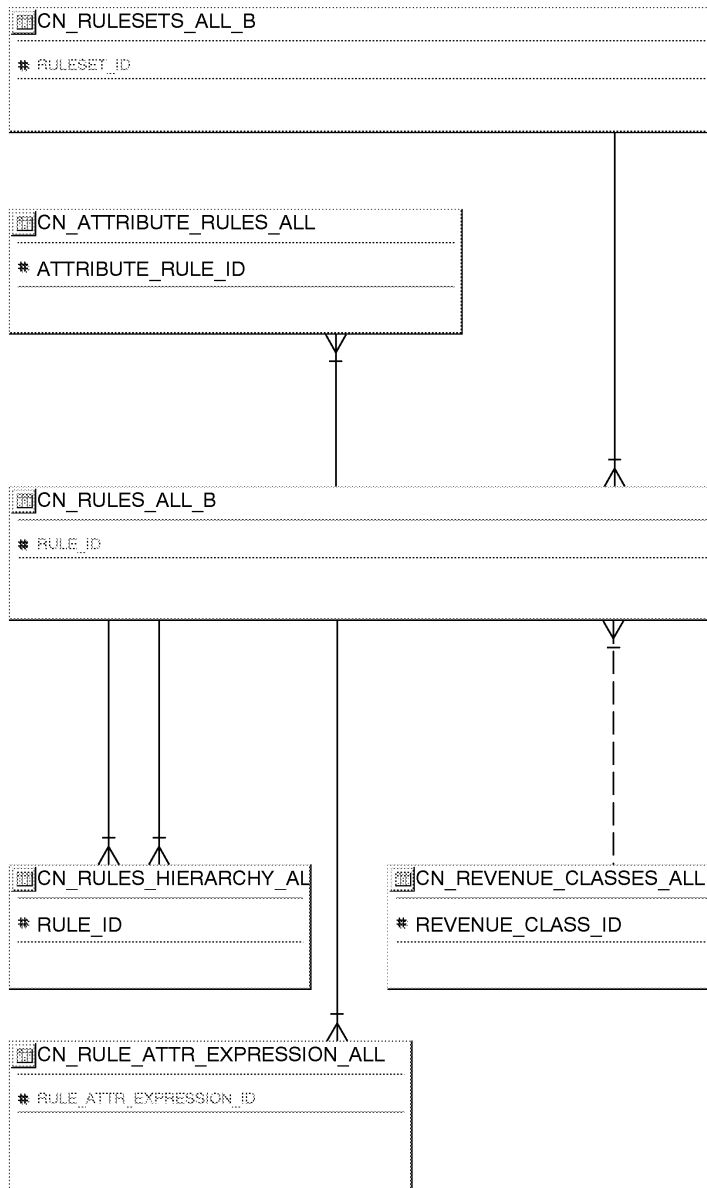 CN_RULESETS_ALL_B
# RULESET_ID
CN_ATTRIBUTE_RULES_ALL
# ATTRIBUTE_RULE_ID
CN_RULES_ALL_B
# RULE_ID
CN_RULES_HIERARCHY_AL
# RULE_ID
CN_REVENUE_CLASSES_ALL
# REVENUE_CLASS_ID
CN_RULE_ATTR_EXPRESSION_ALL
# RULE_ATTR_EXPRESSION_ID